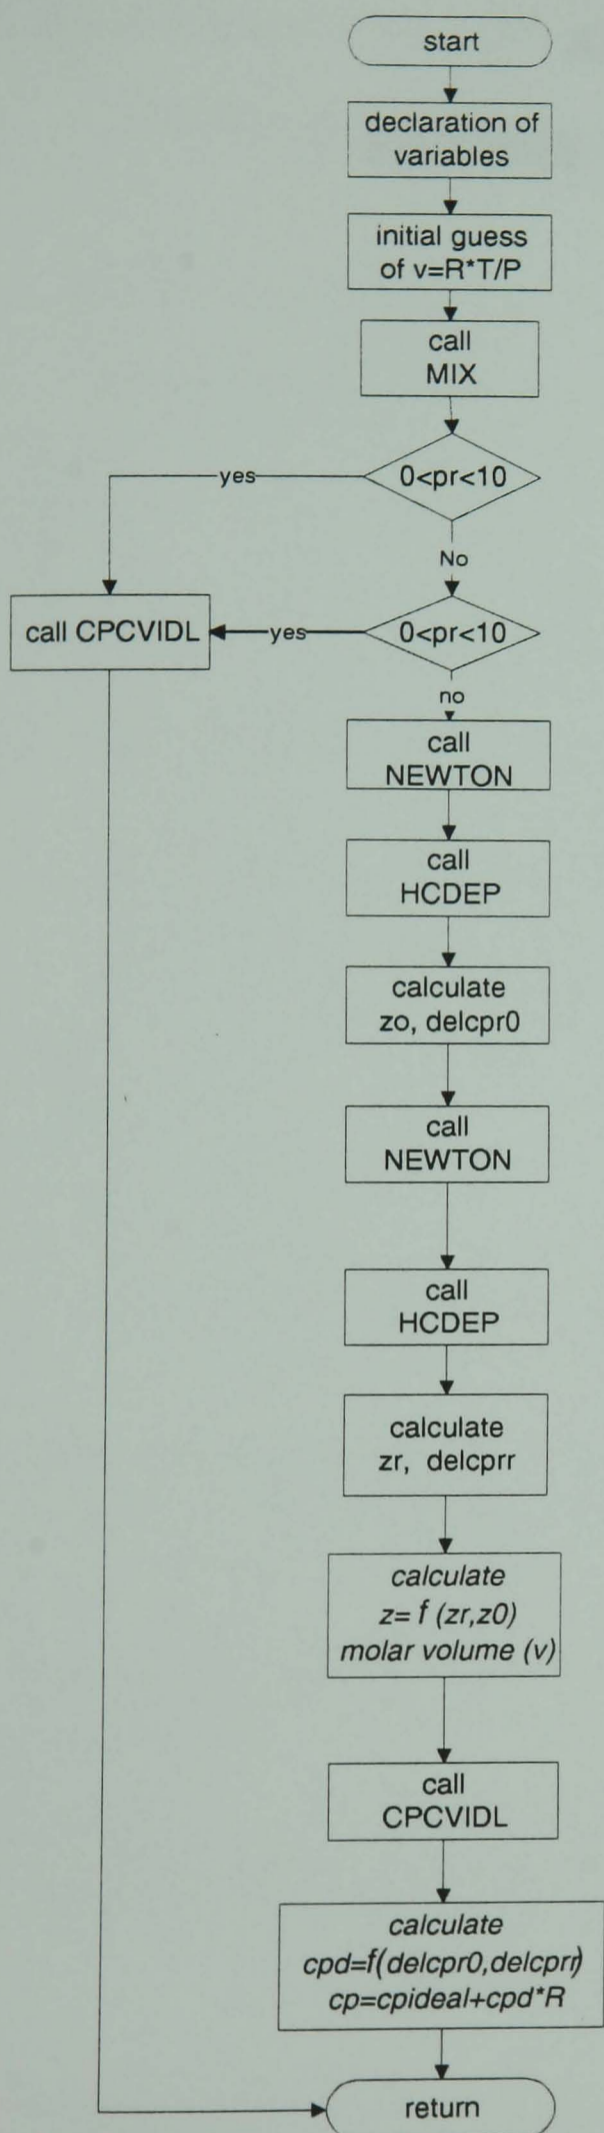 start
declaration of
variables
initial guess
of v=R*T/P
call
MIX
0<pr<10
yes
No
call CPCVIDL
yes
0<pr<10
no
call
NEWTON
call
HCDEP
calculate
zo, delcpr0
call
NEWTON
call
HCDEP
calculate
zr, delcprr
calculate
z= f (zr,z0)
molar volume (v)
call
CPCVIDL
calculate
cpd=f(delcpr0,delcprr)
cp=cpideal+cpd*R
return